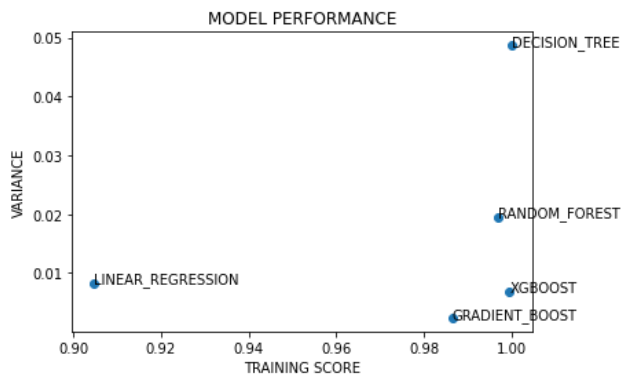 MODEL PERFORMANCE
0.05
0.04
0.03
0.02
0.01
VARIANCE
DECISION_TREE
RANDOM_FOREST
LINEAR_REGRESSION
XGBOOST
GRADIENT_BOOST
0.90 0.92 0.94 0.96 0.98 1.00
TRAINING SCORE